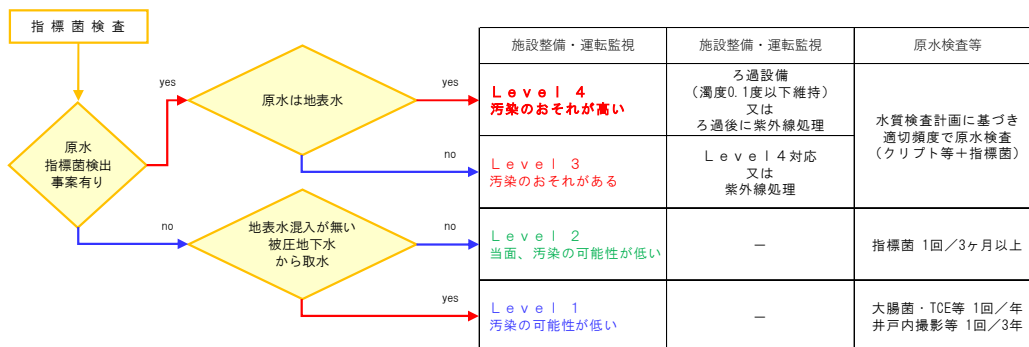 指標菌検査
原水
指標菌検出
事案有り
yes
no
原水は地表水
yes
no
地表水混入が無い
被圧地下水
から取水
no
yes
施設整備・運転監視
施設整備・運転監視
原水検査等
Level 4
汚染のおそれが高い
ろ過設備
(濁度0.1度以下維持)
又は
ろ過後に紫外線処理
水質検査計画に基づき
適切頻度で原水検査
(クリプト等+指標菌)
Level 3
汚染のおそれがある
Level4対応
又は
紫外線処理
Level 2
当面、汚染の可能性が低い
－
指標菌 1回/3ヶ月以上
Level 1
汚染の可能性が低い
－
大腸菌・TCE等 1回/年
井戸内撮影等 1回/3年